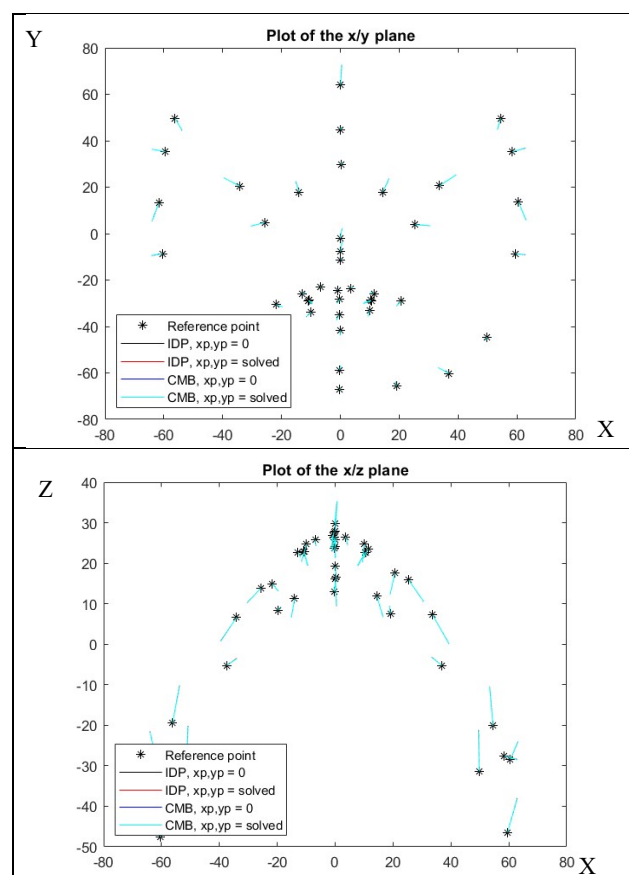 Plot of the x/y plane
Y
80
60
40
20
0
-20
-40
-60
-80
Reference point
IDP, xp,yp = 0
IDP, xp,yp = solved
CMB, xp,yp = 0
CMB, xp,yp = solved
-80 -60 -40 -20 0 20 40 60 80
X
Plot of the x/z plane
Z
40
30
20
10
0
-10
-20
-30
-40
-50
Reference point
IDP, xp,yp = 0
IDP, xp,yp = solved
CMB, xp,yp = 0
CMB, xp,yp = solved
-80 -60 -40 -20 0 20 40 60 80
X